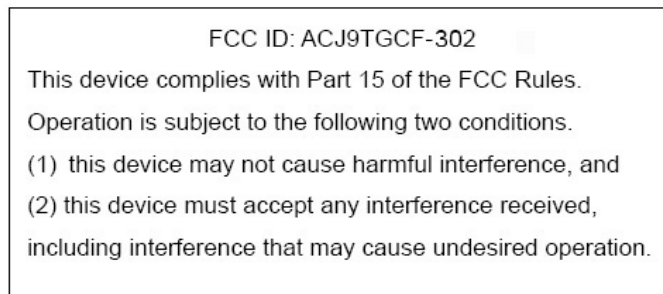 FCC ID: ACJ9TGCF-302
This device complies with Part 15 of the FCC Rules.
Operation is subject to the following two conditions.
(1) this device may not cause harmful interference, and
(2) this device must accept any interference received,
including interference that may cause undesired operation.